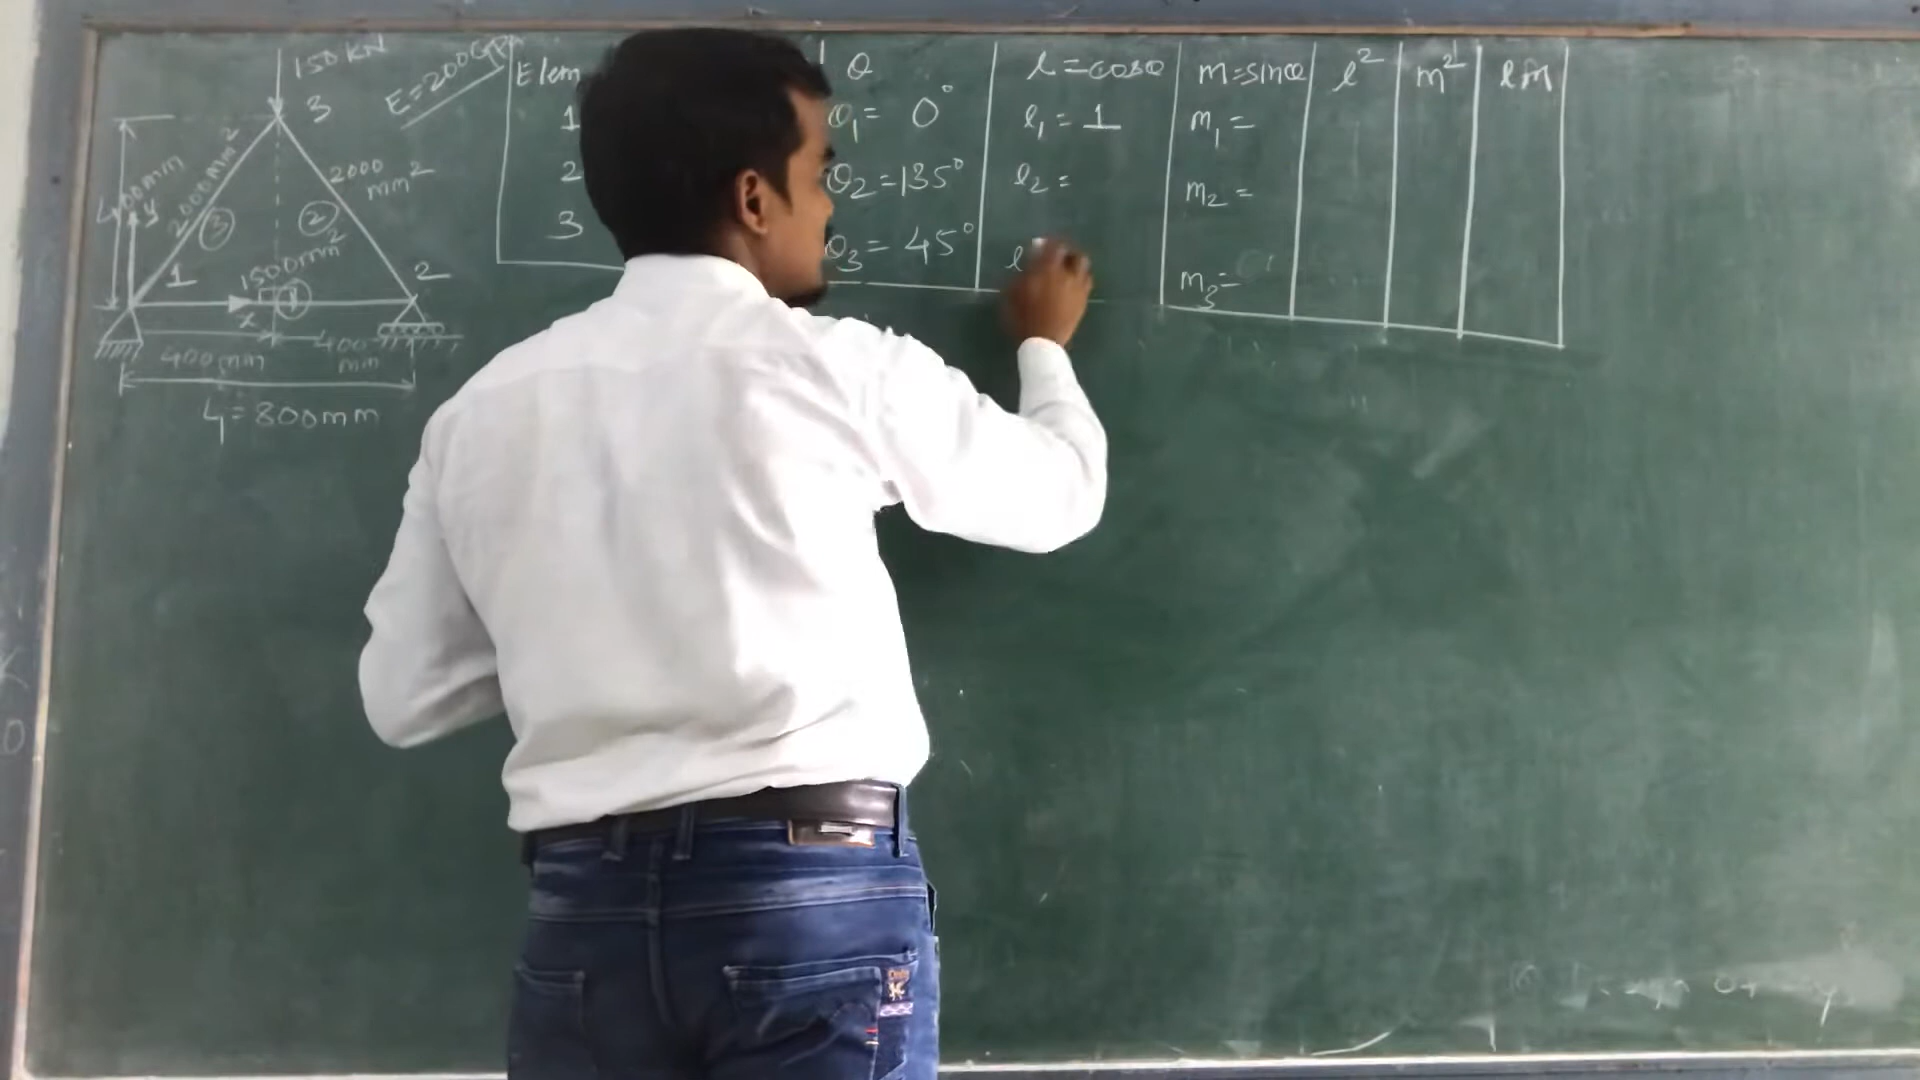 150 KN
3
E=200GPa
400mm
y
2000mm²
2000
mm²
3
2
1500mm²
1
2
x
1
400mm
400
mm
L₁=800mm
Elem
θ
l=cosθ
m=sinθ
l²
m²
lm
1
θ₁= 0°
l₁=1
m₁=
2
θ₂=135°
l₂=
m₂=
3
θ₃=45°
l
m₃=